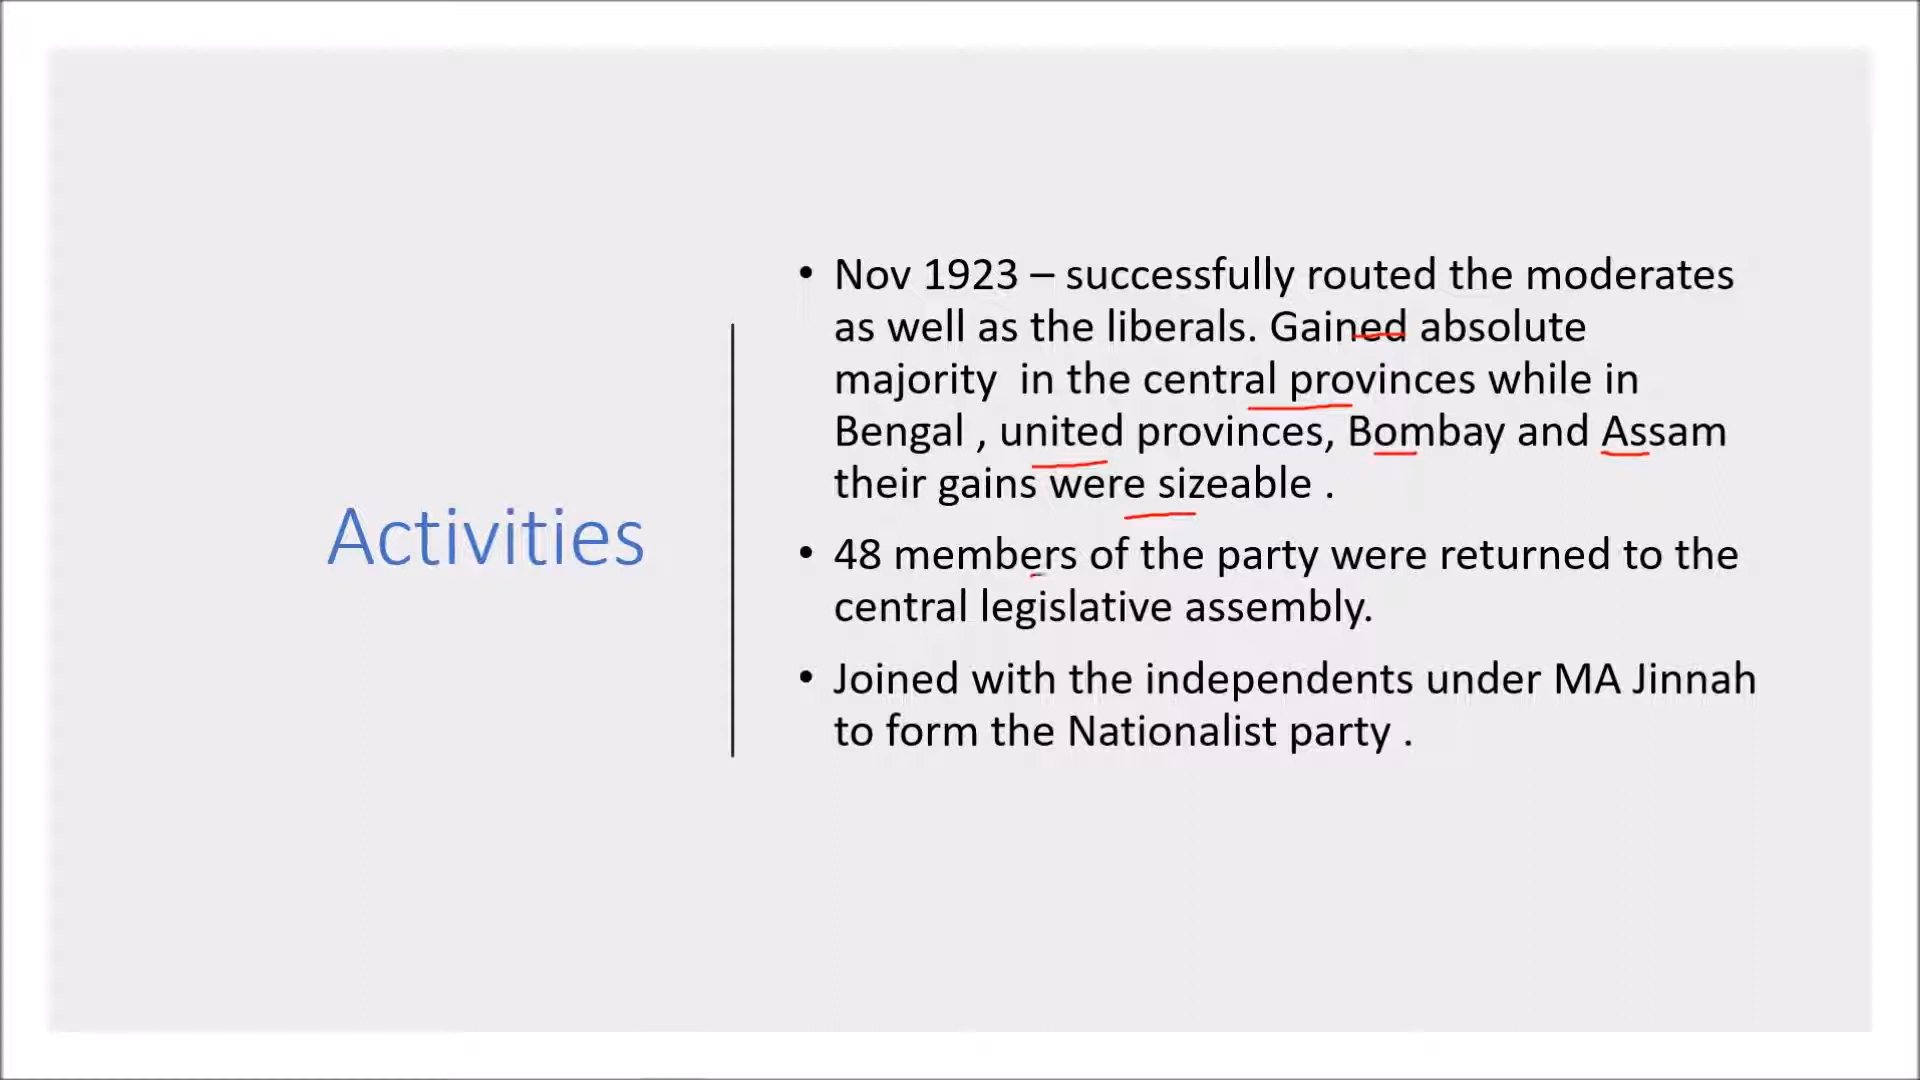 Activities
• Nov 1923 – successfully routed the moderates
as well as the liberals. Gained absolute
majority in the central provinces while in
Bengal , united provinces, Bombay and Assam
their gains were sizeable .
• 48 members of the party were returned to the
central legislative assembly.
• Joined with the independents under MA Jinnah
to form the Nationalist party .